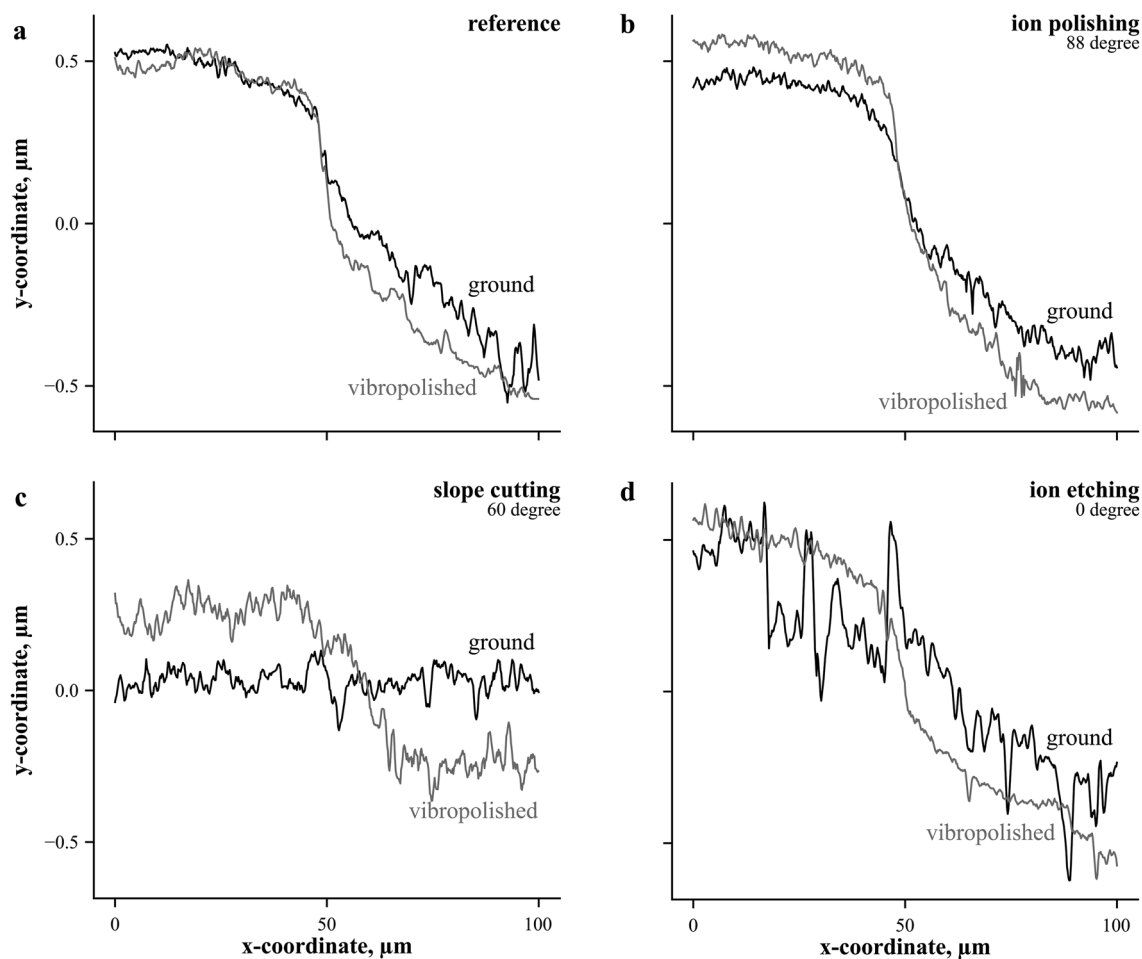 a
reference
b
ion polishing
88 degree
0.5
0.0
−0.5
y-coordinate, μm
ground
vibropolished
ground
vibropolished
c
slope cutting
60 degree
d
ion etching
0 degree
0.5
0.0
−0.5
y-coordinate, μm
ground
vibropolished
ground
vibropolished
0
50
100
x-coordinate, μm
0
50
100
x-coordinate, μm